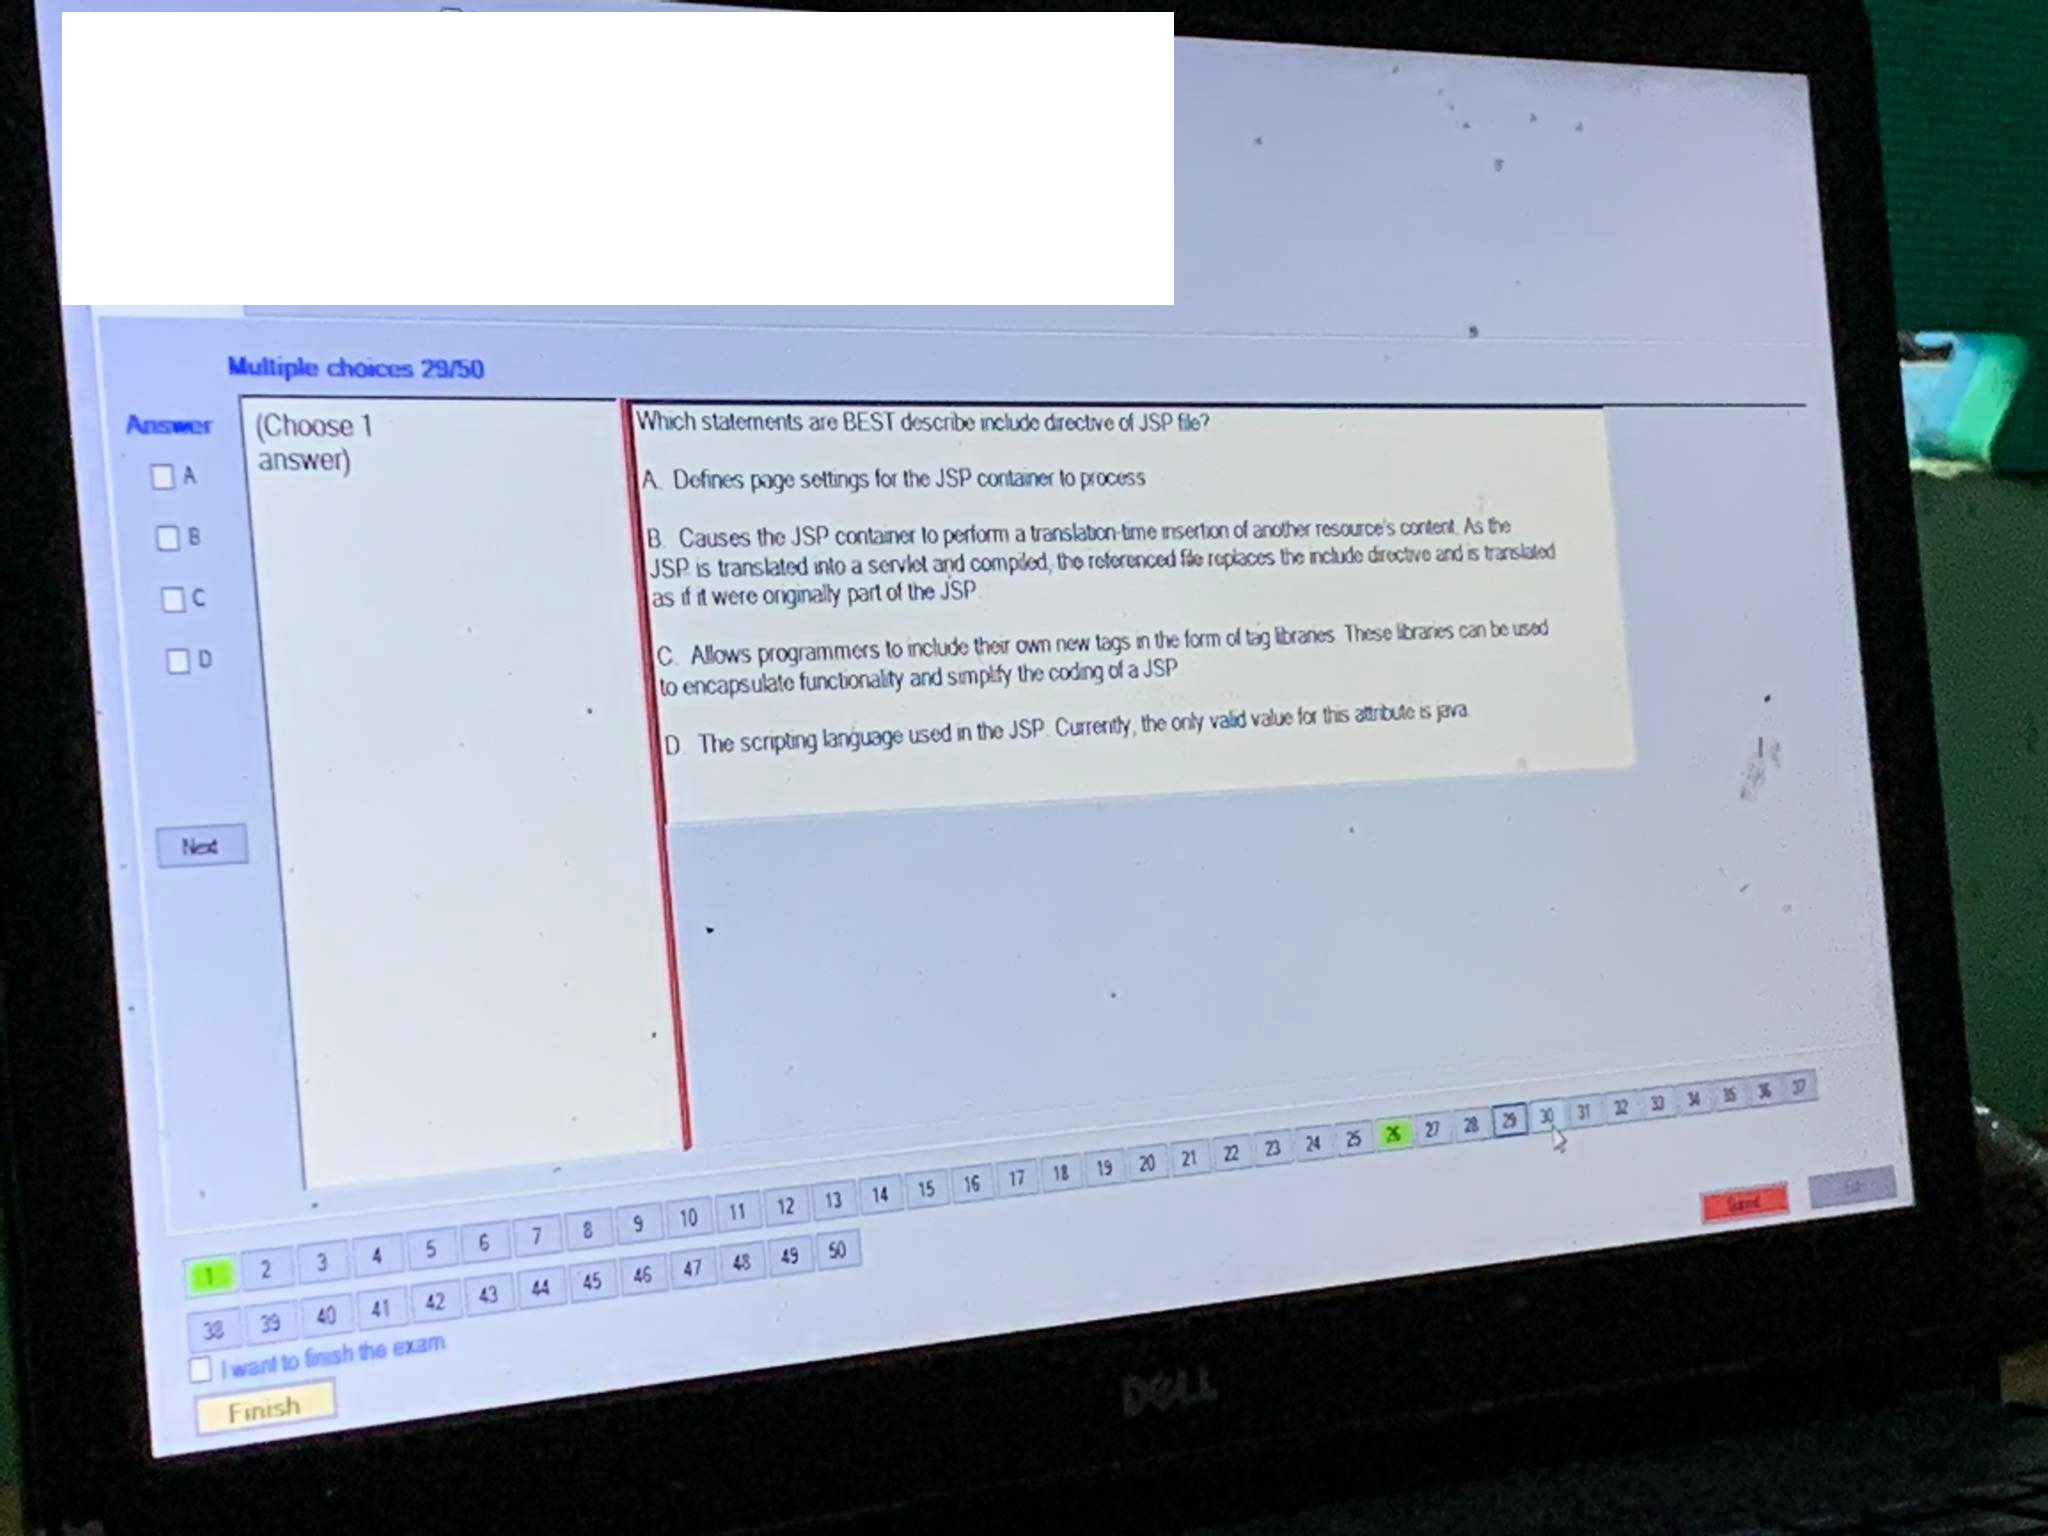 Multiple choices 29/50
Answer
A
B
C
D
(Choose 1
answer)
Which statements are BEST describe include directive of JSP file?
A. Defines page settings for the JSP container to process
B. Causes the JSP container to perform a translation-time insertion of another resource's content. As the
JSP is translated into a servlet and compiled, the referenced file replaces the include directive and is translated
as if it were originally part of the JSP.
C. Allows programmers to include their own new tags in the form of tag libraries. These libraries can be used
to encapsulate functionality and simplify the coding of a JSP
D. The scripting language used in the JSP. Currently, the only valid value for this attribute is java.
Next
1 2 3 4 5 6 7 8 9 10 11 12 13 14 15 16 17 18 19 20 21 22 23 24 25 26 27 28 29 30 31 32 33 34 35 36 37
38 39 40 41 42 43 44 45 46 47 48 49 50
I want to finish the exam
Finish
DELL